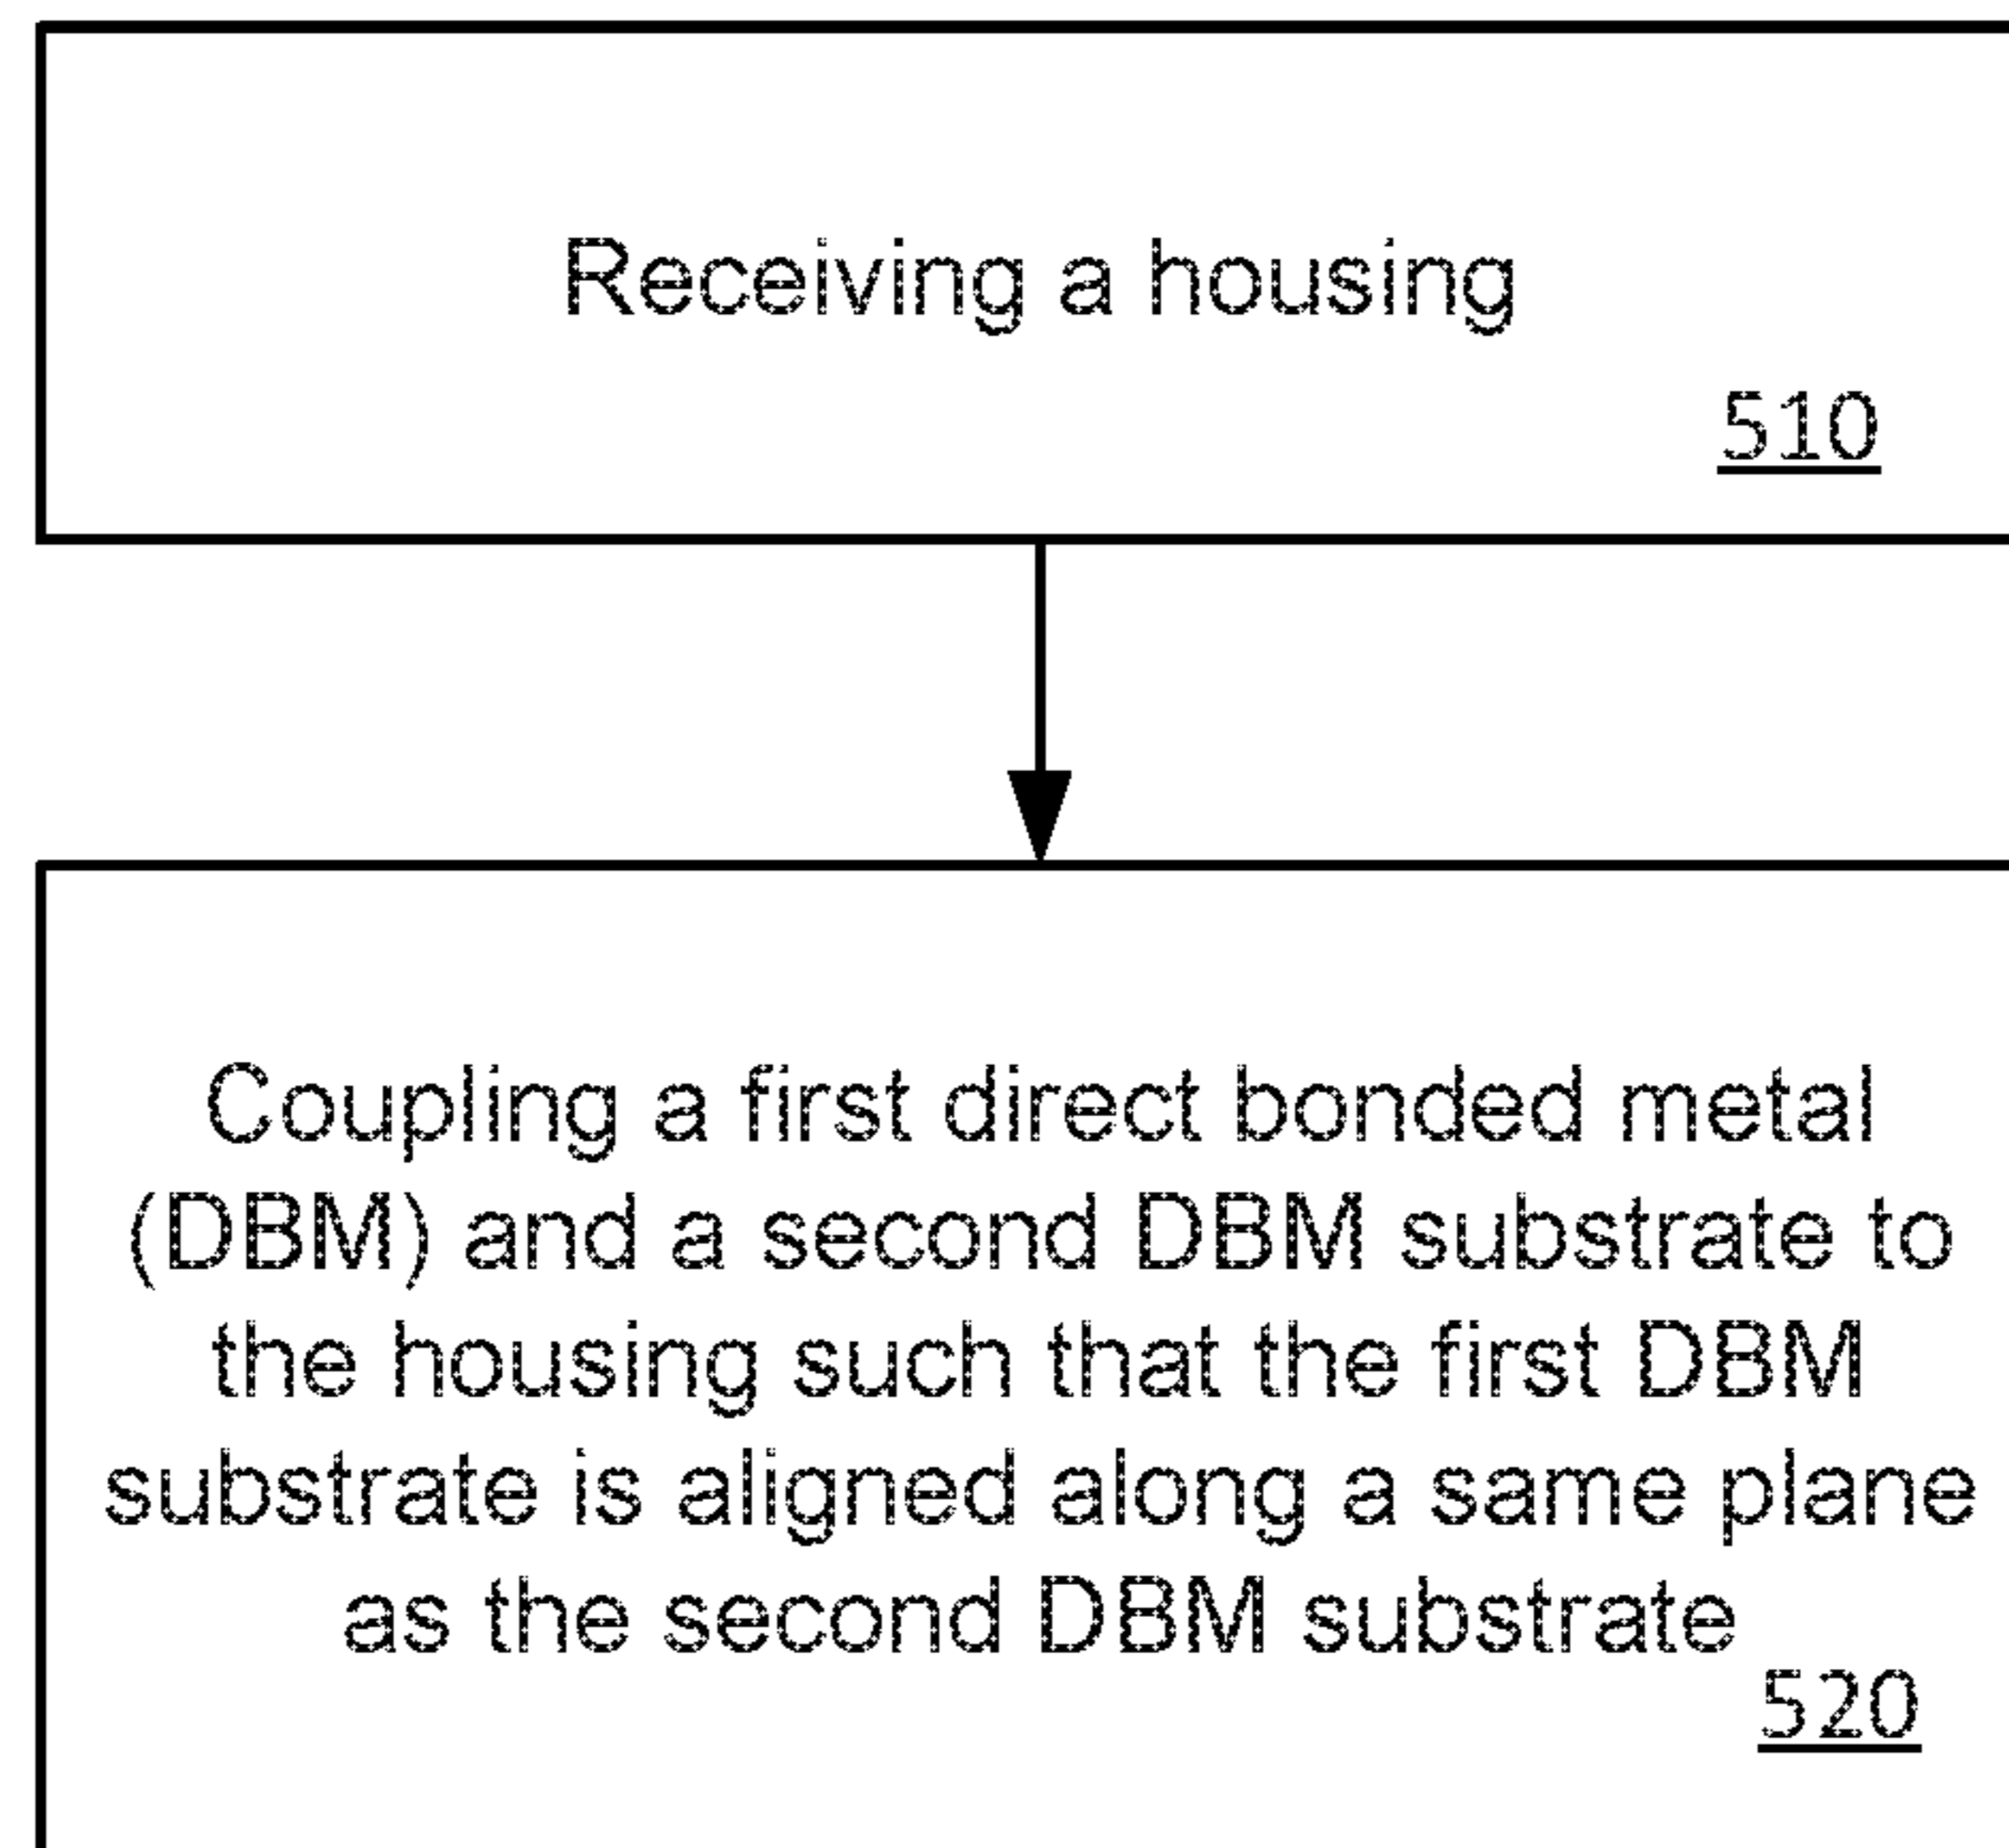 Receiving a housing
510
Coupling a first direct bonded metal
(DBM) and a second DBM substrate to
the housing such that the first DBM
substrate is aligned along a same plane
as the second DBM substrate
520